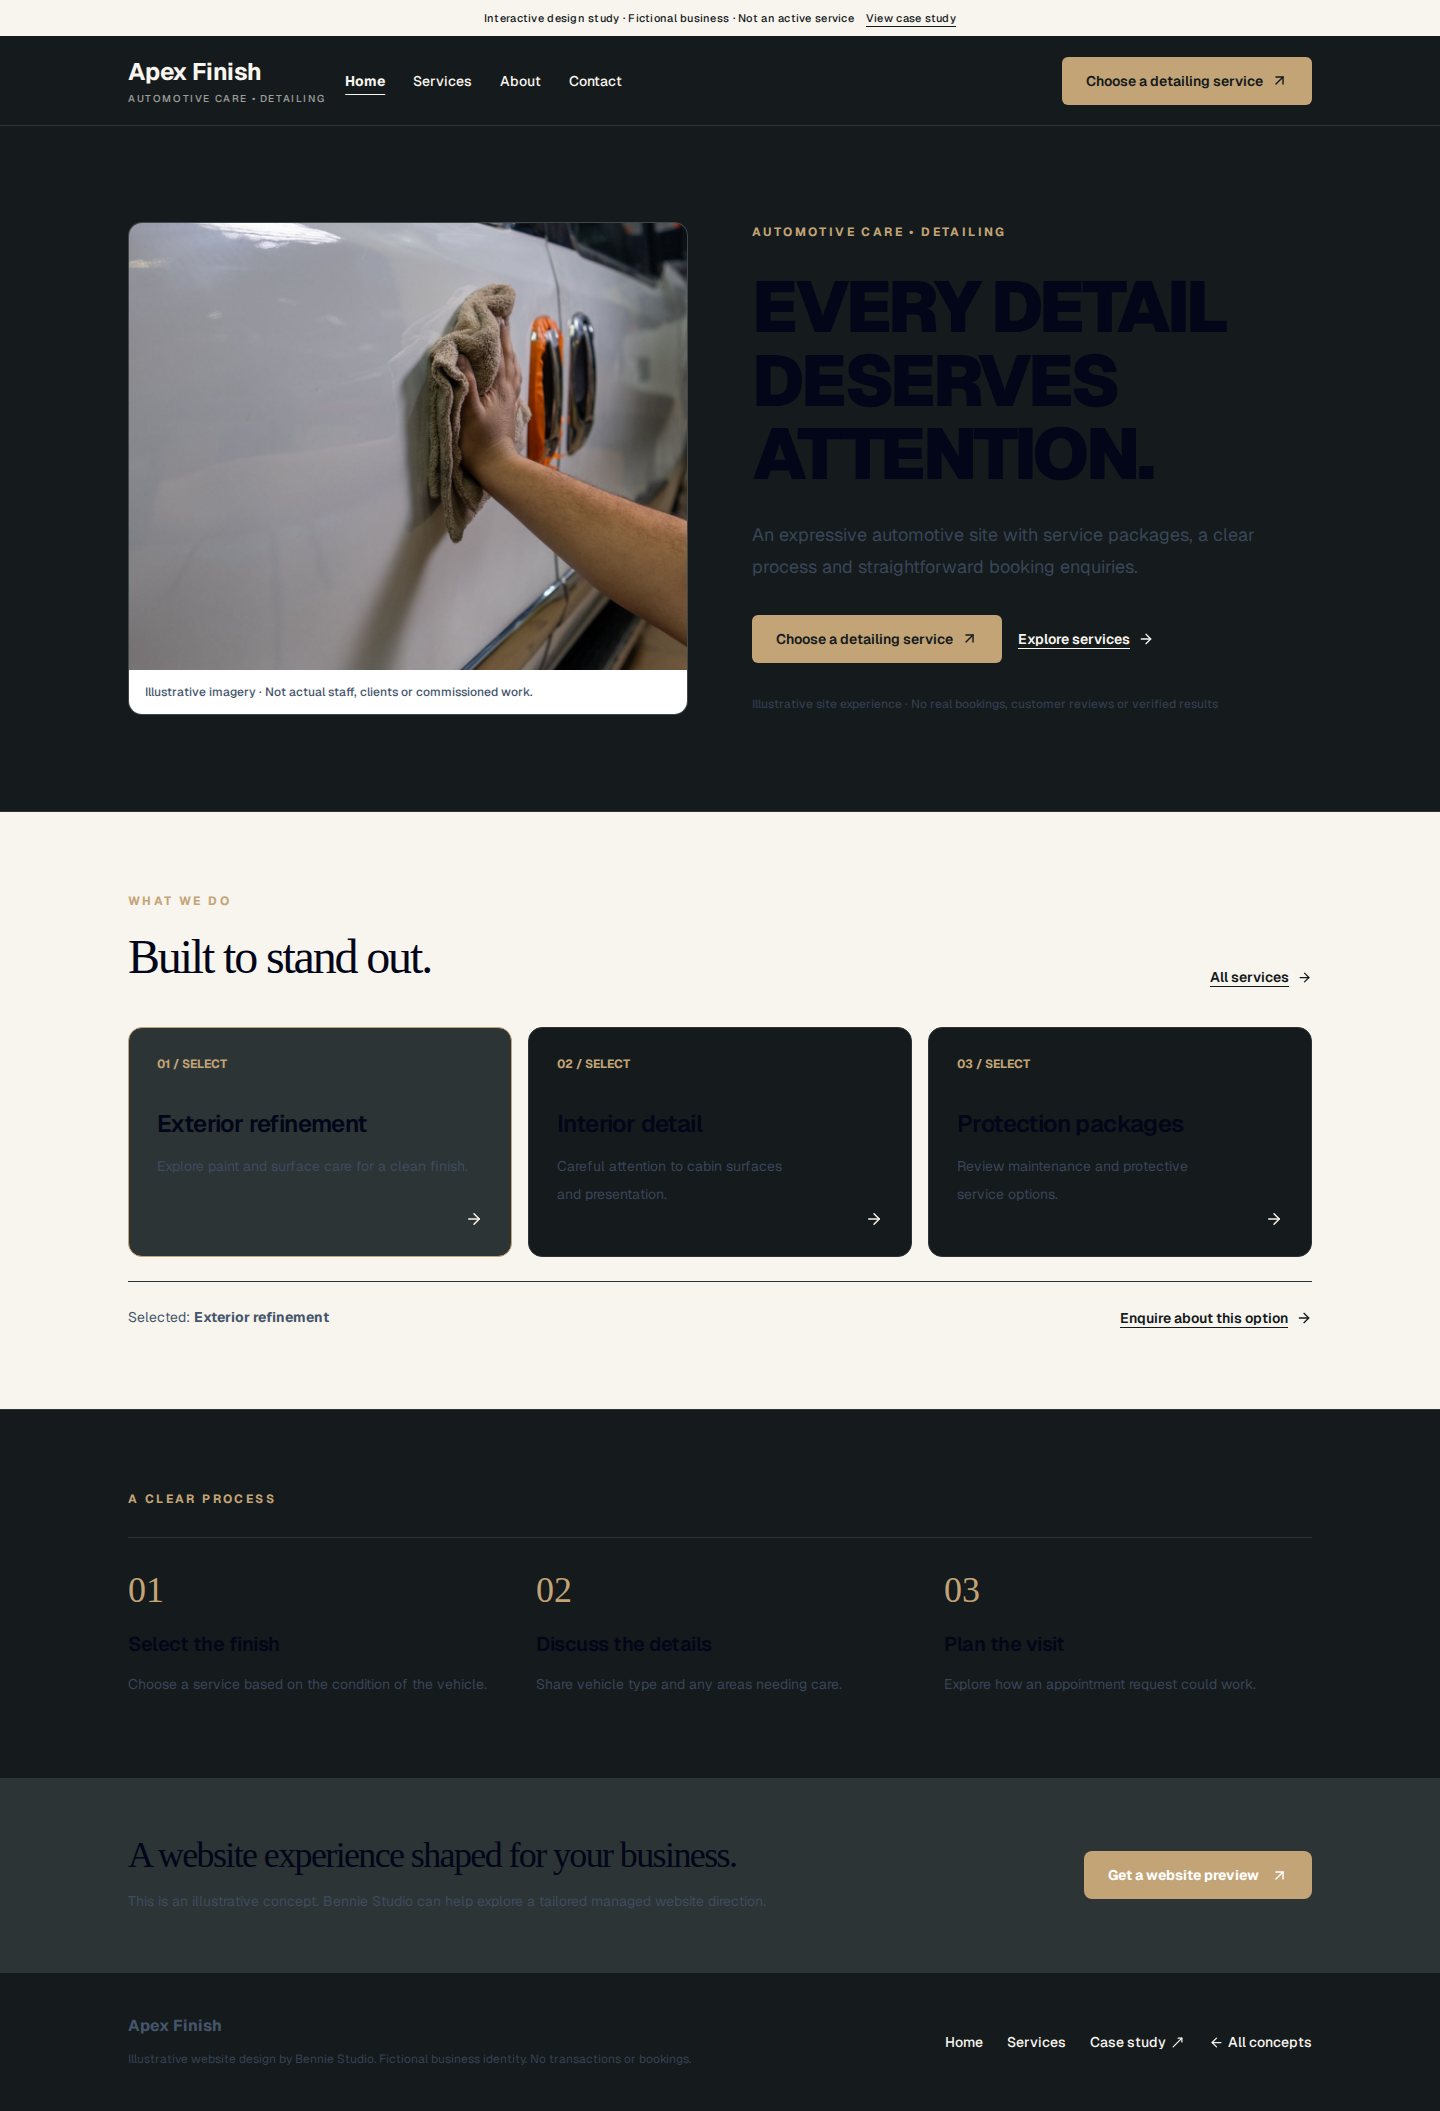 Interactive design study · Fictional business · Not an active service View case study
Apex Finish
AUTOMOTIVE CARE • DETAILING
Home Services About Contact
Choose a detailing service ↗
AUTOMOTIVE CARE • DETAILING
EVERY DETAIL
DESERVES
ATTENTION.
An expressive automotive site with service packages, a clear
process and straightforward booking enquiries.
Choose a detailing service ↗ Explore services →
Illustrative imagery · Not actual staff, clients or commissioned work.
Illustrative site experience · No real bookings, customer reviews or verified results
WHAT WE DO
Built to stand out.
All services →
01 / SELECT
Exterior refinement
Explore paint and surface care for a clean finish.
→
02 / SELECT
Interior detail
Careful attention to cabin surfaces
and presentation.
→
03 / SELECT
Protection packages
Review maintenance and protective
service options.
→
Selected: Exterior refinement
Enquire about this option →
A CLEAR PROCESS
01
Select the finish
Choose a service based on the condition of the vehicle.
02
Discuss the details
Share vehicle type and any areas needing care.
03
Plan the visit
Explore how an appointment request could work.
A website experience shaped for your business.
This is an illustrative concept. Bennie Studio can help explore a tailored managed website direction.
Get a website preview ↗
Apex Finish
Illustrative website design by Bennie Studio. Fictional business identity. No transactions or bookings.
Home Services Case study ↗ ← All concepts